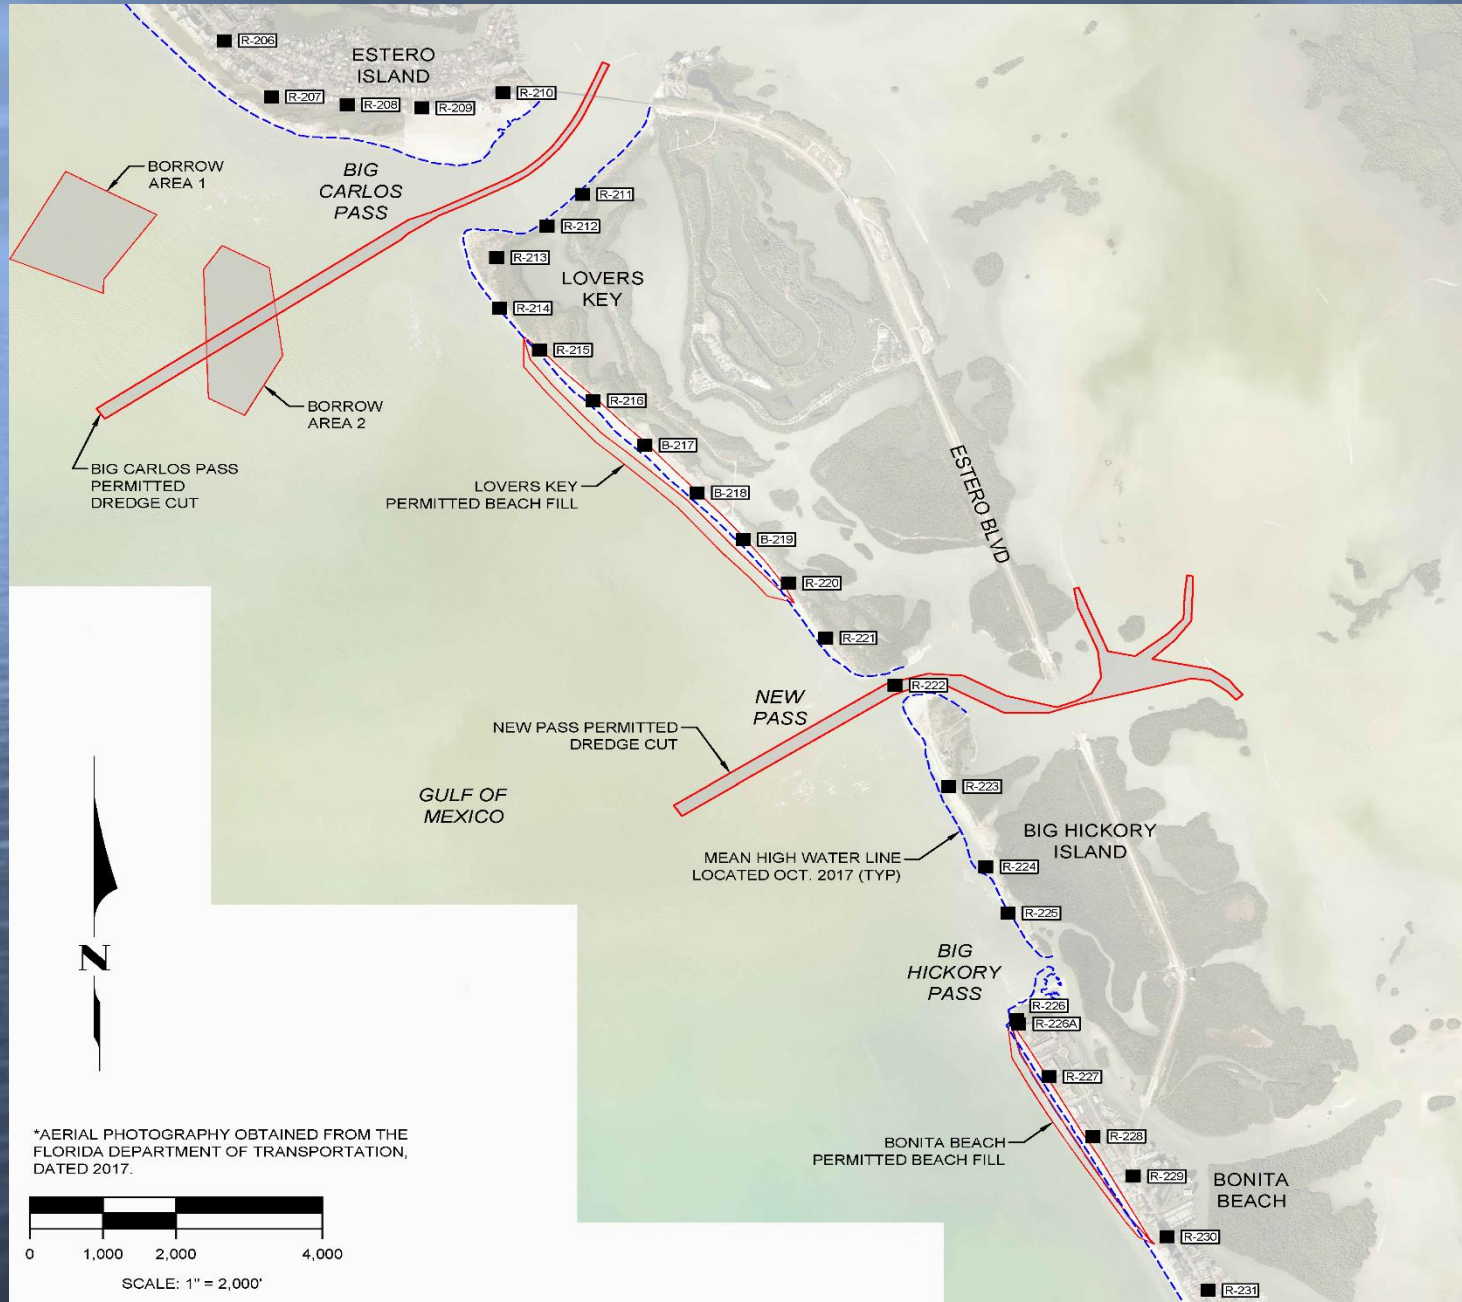 R-206
ESTERO
ISLAND
R-207
R-208
R-209
R-210
BORROW
AREA 1
BIG
CARLOS
PASS
R-211
R-212
R-213
LOVERS
KEY
R-214
R-215
BORROW
AREA 2
R-216
B-217
BIG CARLOS PASS
PERMITTED
DREDGE CUT
LOVERS KEY
PERMITTED BEACH FILL
B-218
ESTERO BLVD
B-219
R-220
R-221
R-222
NEW
PASS
NEW PASS PERMITTED
DREDGE CUT
GULF OF
MEXICO
R-223
BIG HICKORY
ISLAND
MEAN HIGH WATER LINE
LOCATED OCT. 2017 (TYP)
R-224
R-225
BIG
HICKORY
PASS
N
R-226
R-226A
R-227
*AERIAL PHOTOGRAPHY OBTAINED FROM THE
FLORIDA DEPARTMENT OF TRANSPORTATION,
DATED 2017.
BONITA BEACH
PERMITTED BEACH FILL
R-228
R-229
BONITA
BEACH
R-230
0 1,000 2,000 4,000
SCALE: 1" = 2,000'
R-231